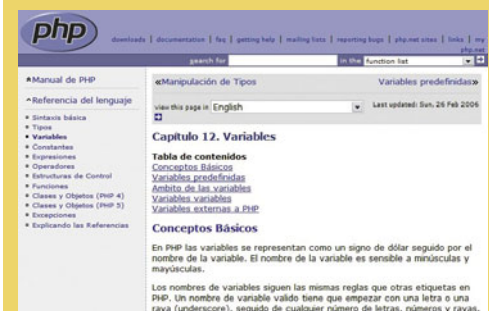 php
downloads | documentation | faq | getting help | mailing lists | reporting bugs | php.net sites | links | my php.net
search for in the function list
Manual de PHP
Referencia del lenguaje
Sintaxis básica
Tipos
Variables
Constantes
Expresiones
Operadores
Estructuras de Control
Funciones
Clases y Objetos (PHP 4)
Clases y Objetos (PHP 5)
Excepciones
Explicando las Referencias
«Manipulación de Tipos Variables predefinidas»
view this page in English Last updated: Sun, 26 Feb 2006
Capítulo 12. Variables
Tabla de contenidos
Conceptos Básicos
Variables predefinidas
Ambito de las variables
Variables variables
Variables externas a PHP
Conceptos Básicos
En PHP las variables se representan como un signo de dólar seguido por el
nombre de la variable. El nombre de la variable es sensible a minúsculas y
mayúsculas.
Los nombres de variables siguen las mismas reglas que otras etiquetas en
PHP. Un nombre de variable valido tiene que empezar con una letra o una
raya (underscore), seguido de cualquier número de letras, números y rayas.